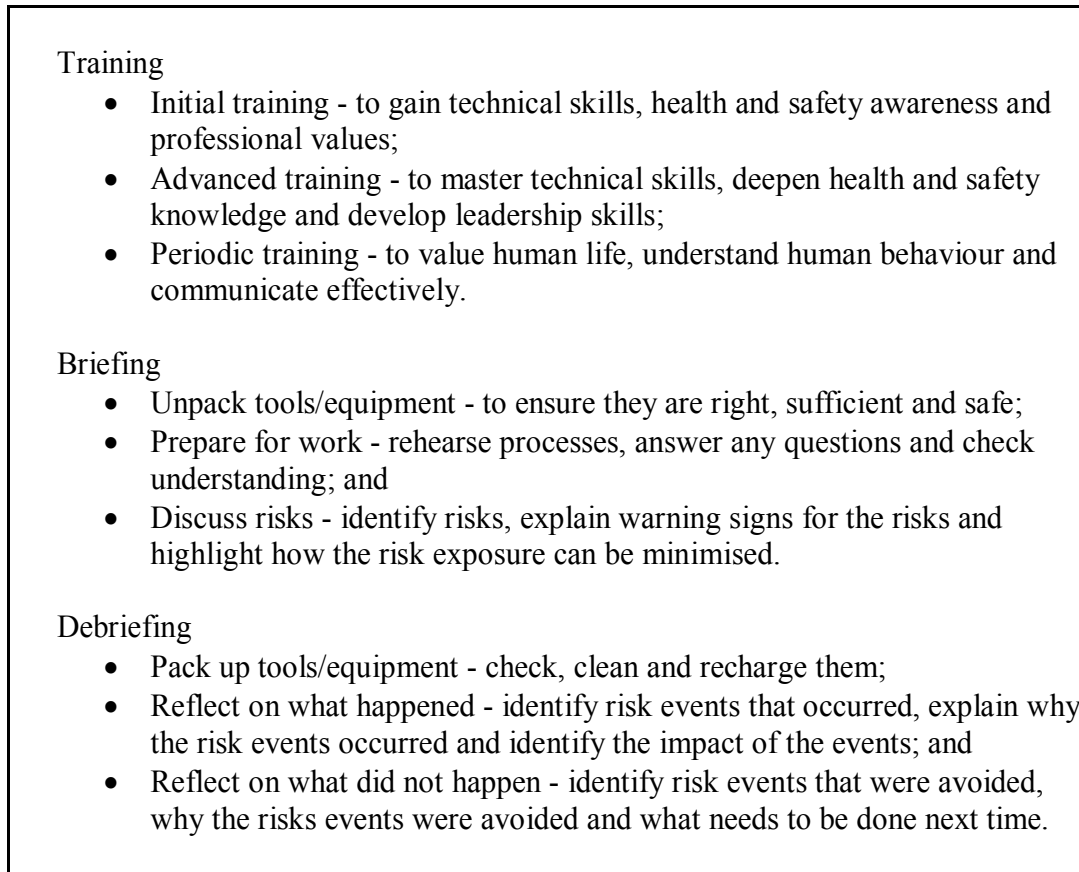 Training
• Initial training - to gain technical skills, health and safety awareness and
professional values;
• Advanced training - to master technical skills, deepen health and safety
knowledge and develop leadership skills;
• Periodic training - to value human life, understand human behaviour and
communicate effectively.
Briefing
• Unpack tools/equipment - to ensure they are right, sufficient and safe;
• Prepare for work - rehearse processes, answer any questions and check
understanding; and
• Discuss risks - identify risks, explain warning signs for the risks and
highlight how the risk exposure can be minimised.
Debriefing
• Pack up tools/equipment - check, clean and recharge them;
• Reflect on what happened - identify risk events that occurred, explain why
the risk events occurred and identify the impact of the events; and
• Reflect on what did not happen - identify risk events that were avoided,
why the risks events were avoided and what needs to be done next time.